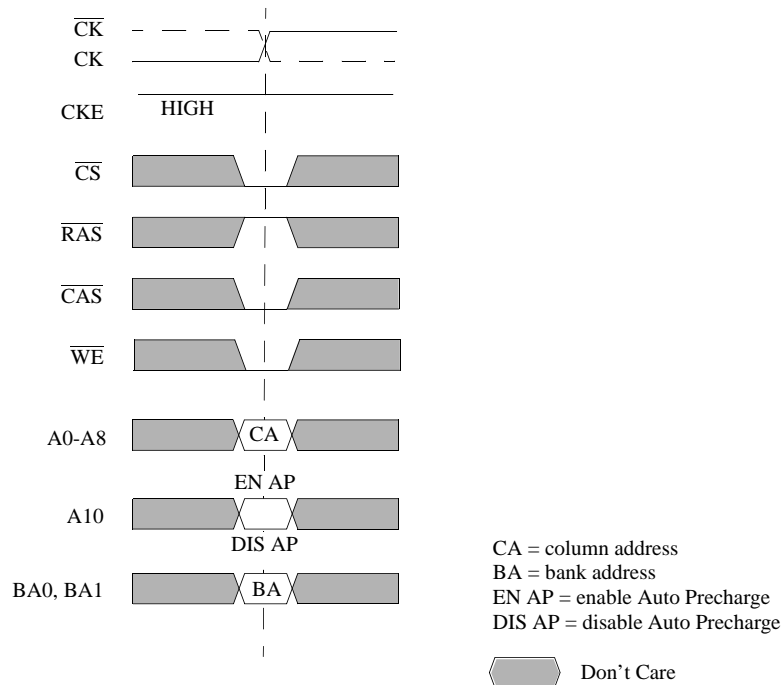 CK
CK
CKE HIGH
CS
RAS
CAS
WE
A0-A8 CA
EN AP
A10
DIS AP
BA0, BA1 BA
CA = column address
BA = bank address
EN AP = enable Auto Precharge
DIS AP = disable Auto Precharge
Don't Care